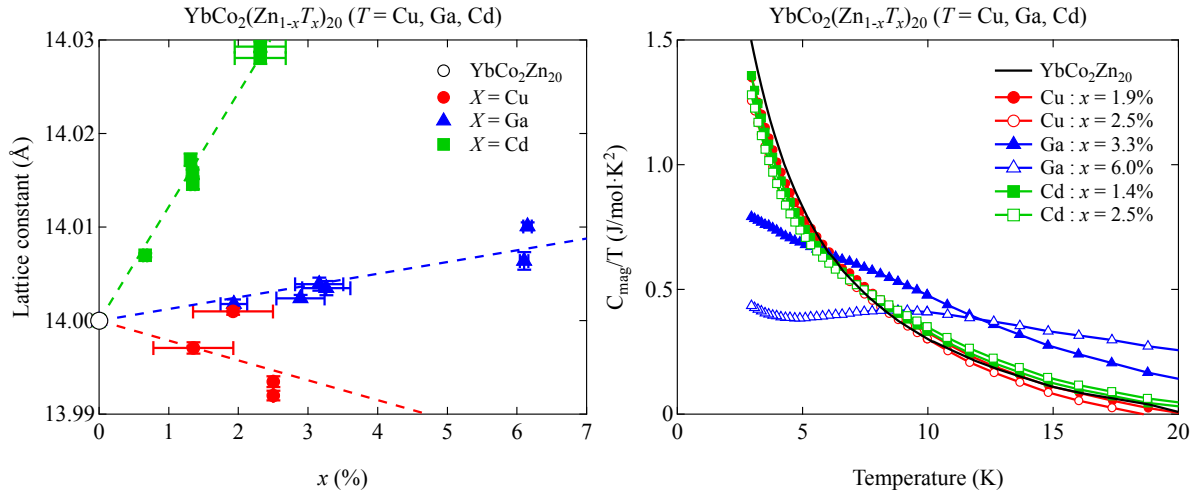 YbCo2(Zn1-xTx)20 (T = Cu, Ga, Cd)
14.03
14.02
14.01
14.00
13.99
Lattice constant (Å)
YbCo2Zn20
X = Cu
X = Ga
X = Cd
0 1 2 3 4 5 6 7
x (%)
YbCo2(Zn1-xTx)20 (T = Cu, Ga, Cd)
1.5
1.0
0.5
0
Cmag/T (J/mol·K2)
YbCo2Zn20
Cu : x = 1.9%
Cu : x = 2.5%
Ga : x = 3.3%
Ga : x = 6.0%
Cd : x = 1.4%
Cd : x = 2.5%
0 5 10 15 20
Temperature (K)